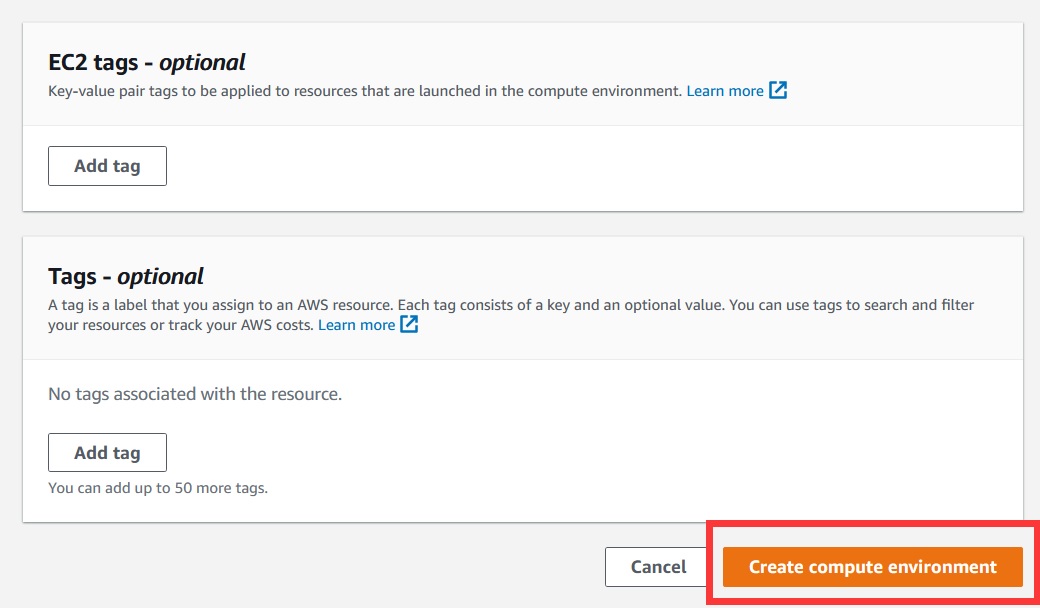 EC2 tags - optional
Key-value pair tags to be applied to resources that are launched in the compute environment. Learn more
Add tag
Tags - optional
A tag is a label that you assign to an AWS resource. Each tag consists of a key and an optional value. You can use tags to search and filter
your resources or track your AWS costs. Learn more
No tags associated with the resource.
Add tag
You can add up to 50 more tags.
Cancel
Create compute environment